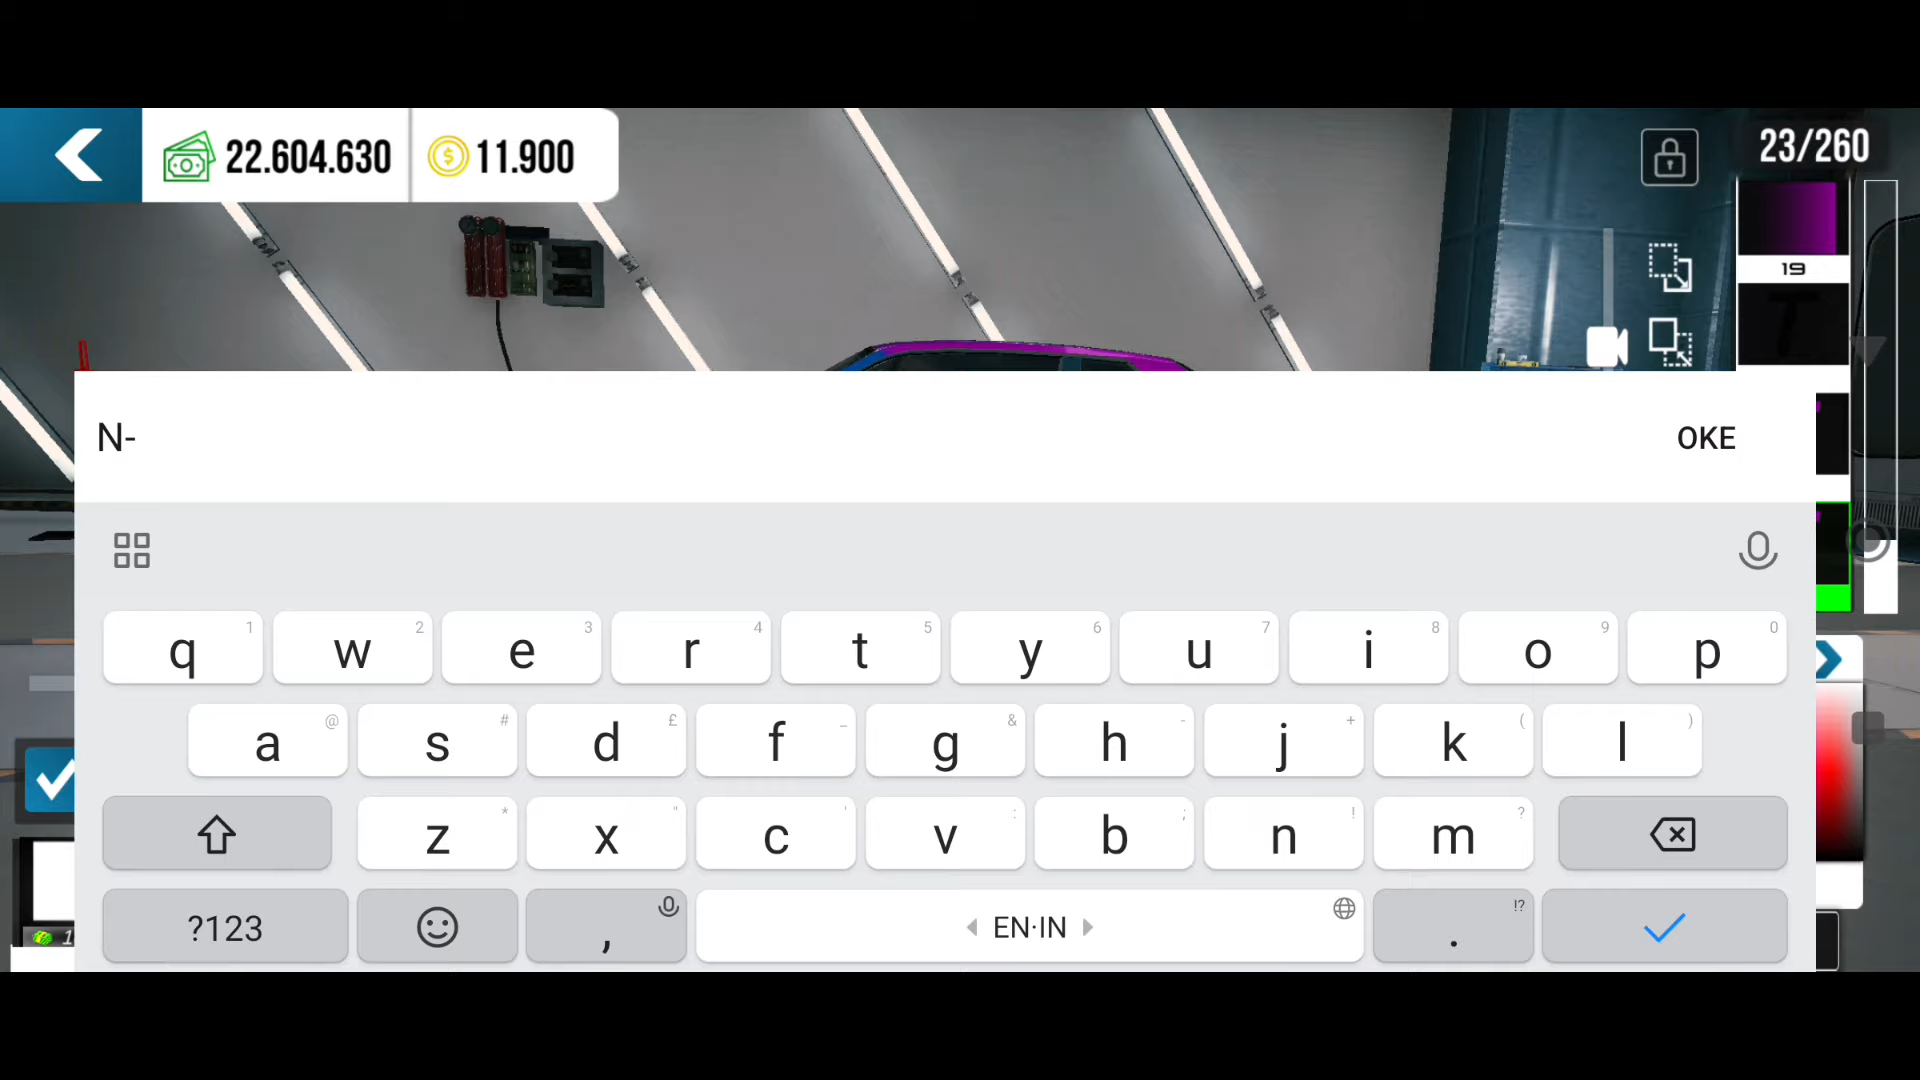 22.604.630 11.900
23/260
19
N- OKE
q 1 w 2 e 3 r 4 t 5 y 6 u 7 i 8 o 9 p 0
a @ s # d £ f _ g & h - j + k ( l )
z * x " c ' v : b ; n ! m ?
?123 , EN·IN . !?